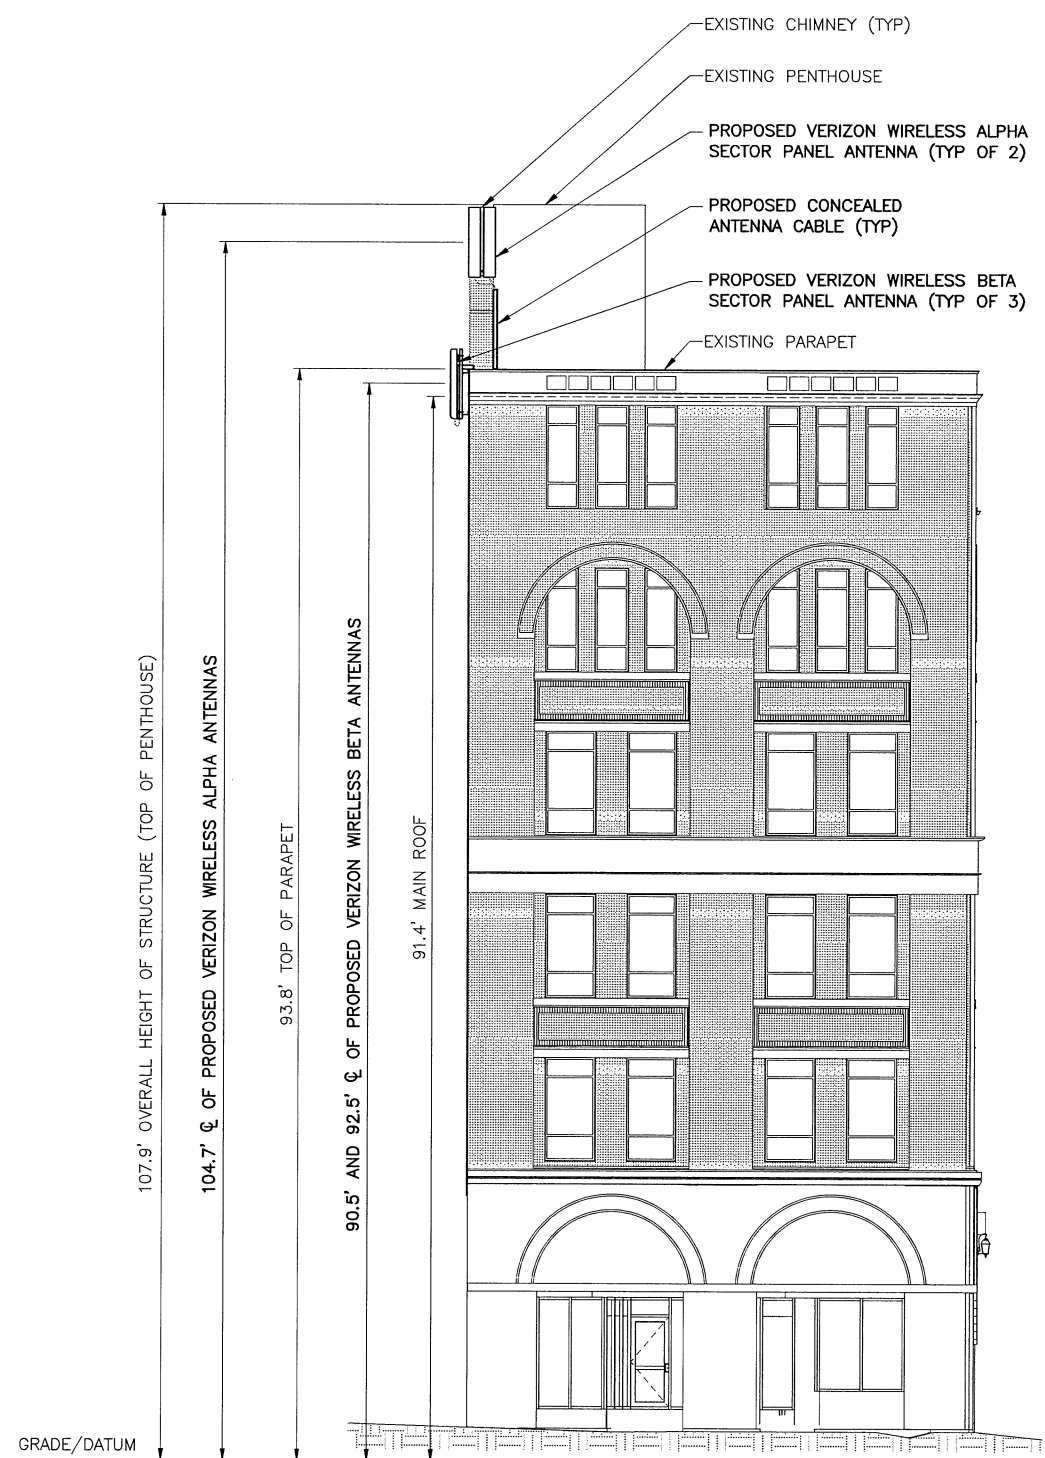 EXISTING CHIMNEY (TYP)
EXISTING PENTHOUSE
PROPOSED VERIZON WIRELESS ALPHA
SECTOR PANEL ANTENNA (TYP OF 2)
PROPOSED CONCEALED
ANTENNA CABLE (TYP)
PROPOSED VERIZON WIRELESS BETA
SECTOR PANEL ANTENNA (TYP OF 3)
EXISTING PARAPET
107.9' OVERALL HEIGHT OF STRUCTURE (TOP OF PENTHOUSE)
104.7' ℄ OF PROPOSED VERIZON WIRELESS ALPHA ANTENNAS
93.8' TOP OF PARAPET
90.5' AND 92.5' ℄ OF PROPOSED VERIZON WIRELESS BETA ANTENNAS
91.4' MAIN ROOF
GRADE/DATUM